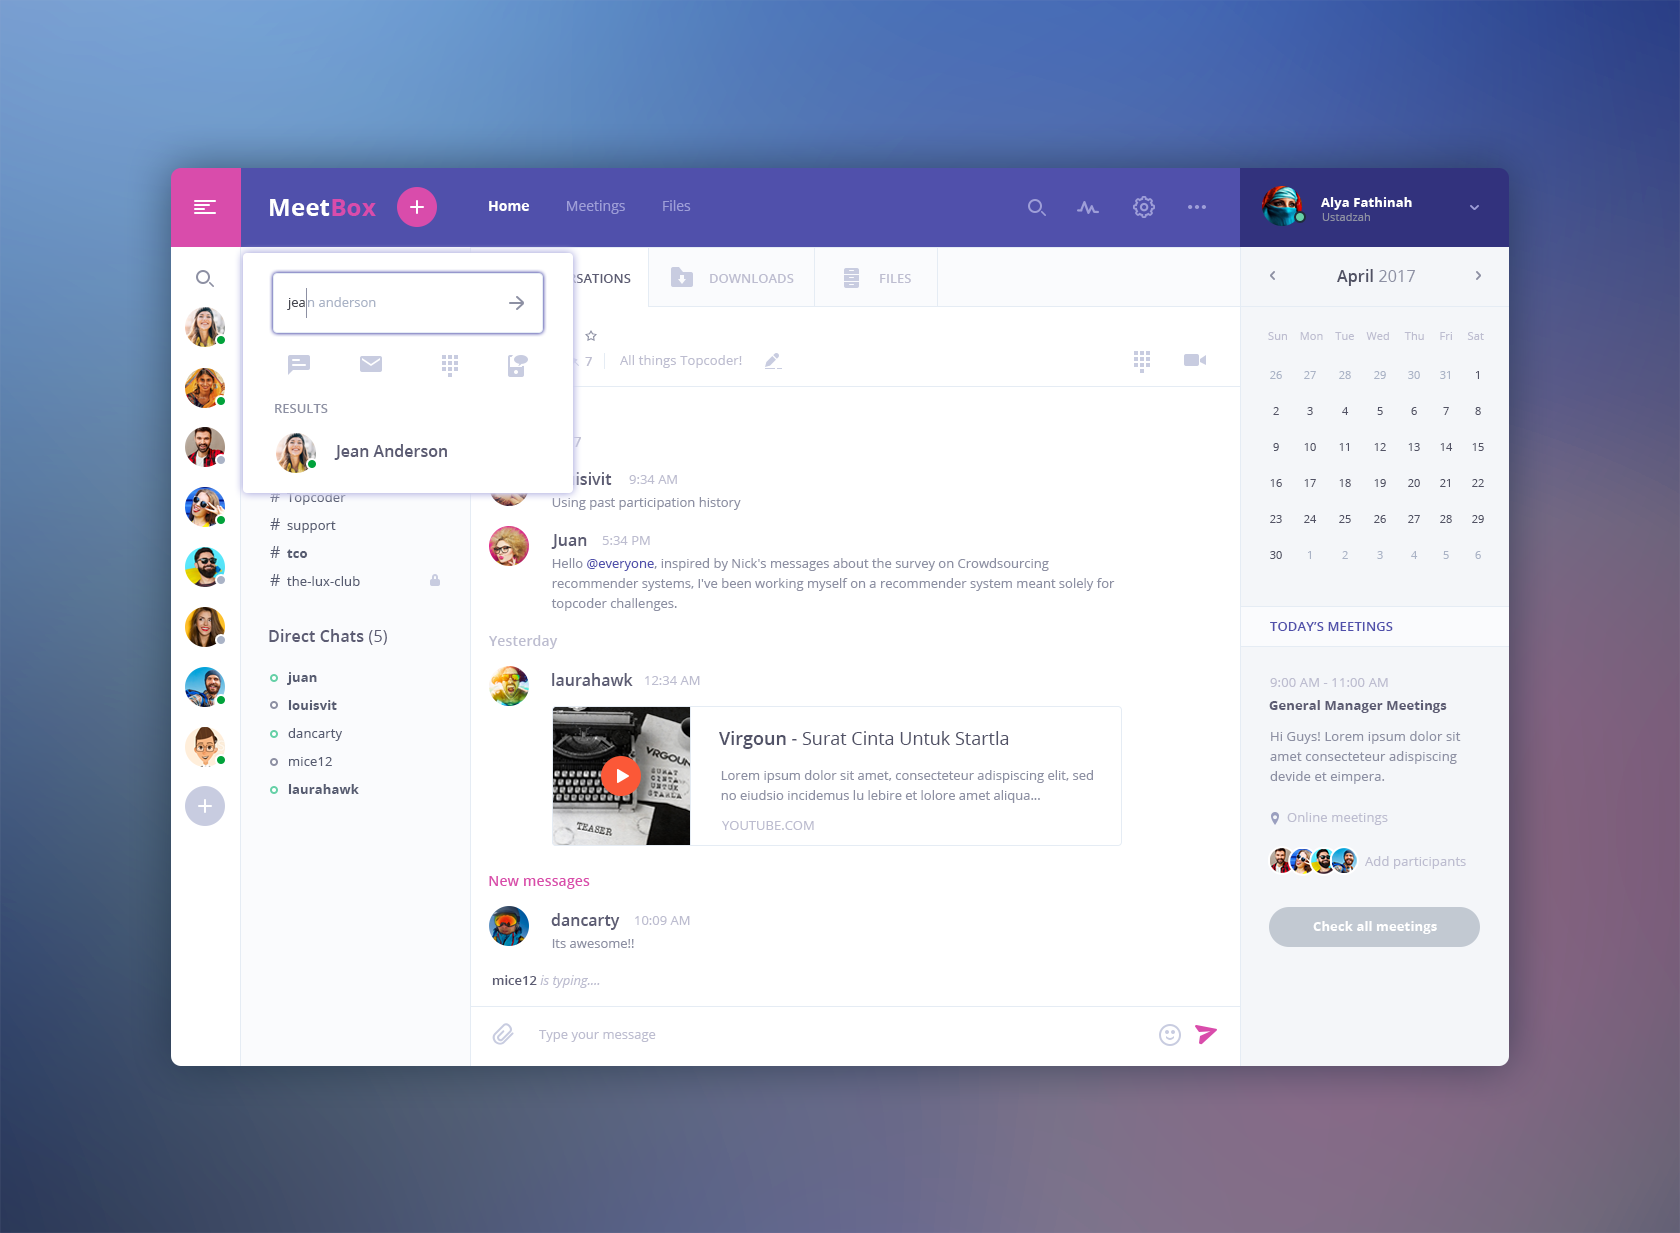 MeetBox
Home Meetings Files
Alya Fathinah
Ustadzah
jean anderson
RESULTS
Jean Anderson
# Topcoder
# support
# tco
# the-lux-club
Direct Chats (5)
juan
louisvit
dancarty
mice12
laurahawk
RSATIONS DOWNLOADS FILES
7 All things Topcoder!
7
isivit 9:34 AM
Using past participation history
Juan 5:34 PM
Hello @everyone, inspired by Nick's messages about the survey on Crowdsourcing
recommender systems, I've been working myself on a recommender system meant solely for
topcoder challenges.
Yesterday
laurahawk 12:34 AM
VIRGOUN
SURAT
CINTA
UNTUK
STARLA
TEASER
Virgoun - Surat Cinta Untuk Startla
Lorem ipsum dolor sit amet, consecteteur adispiscing elit, sed
no eiudsio incidemus lu lebire et lolore amet aliqua...
YOUTUBE.COM
New messages
dancarty 10:09 AM
Its awesome!!
mice12 is typing....
Type your message
April 2017
Sun Mon Tue Wed Thu Fri Sat
26 27 28 29 30 31 1
2 3 4 5 6 7 8
9 10 11 12 13 14 15
16 17 18 19 20 21 22
23 24 25 26 27 28 29
30 1 2 3 4 5 6
TODAY'S MEETINGS
9:00 AM - 11:00 AM
General Manager Meetings
Hi Guys! Lorem ipsum dolor sit
amet consecteteur adispiscing
devide et eimpera.
Online meetings
Add participants
Check all meetings